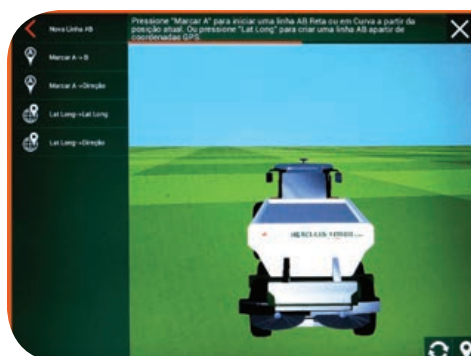 Nova Linha AB
Pressione "Marcar A" para iniciar uma linha AB Reta ou em Curva a partir da
posição atual. Ou pressione "Lat Long" para criar uma linha AB apatir de
coordenadas GPS.
Marcar A->B
Marcar A->Direção
Lat Long->Lat Long
Lat Long->Direção
HERCULES